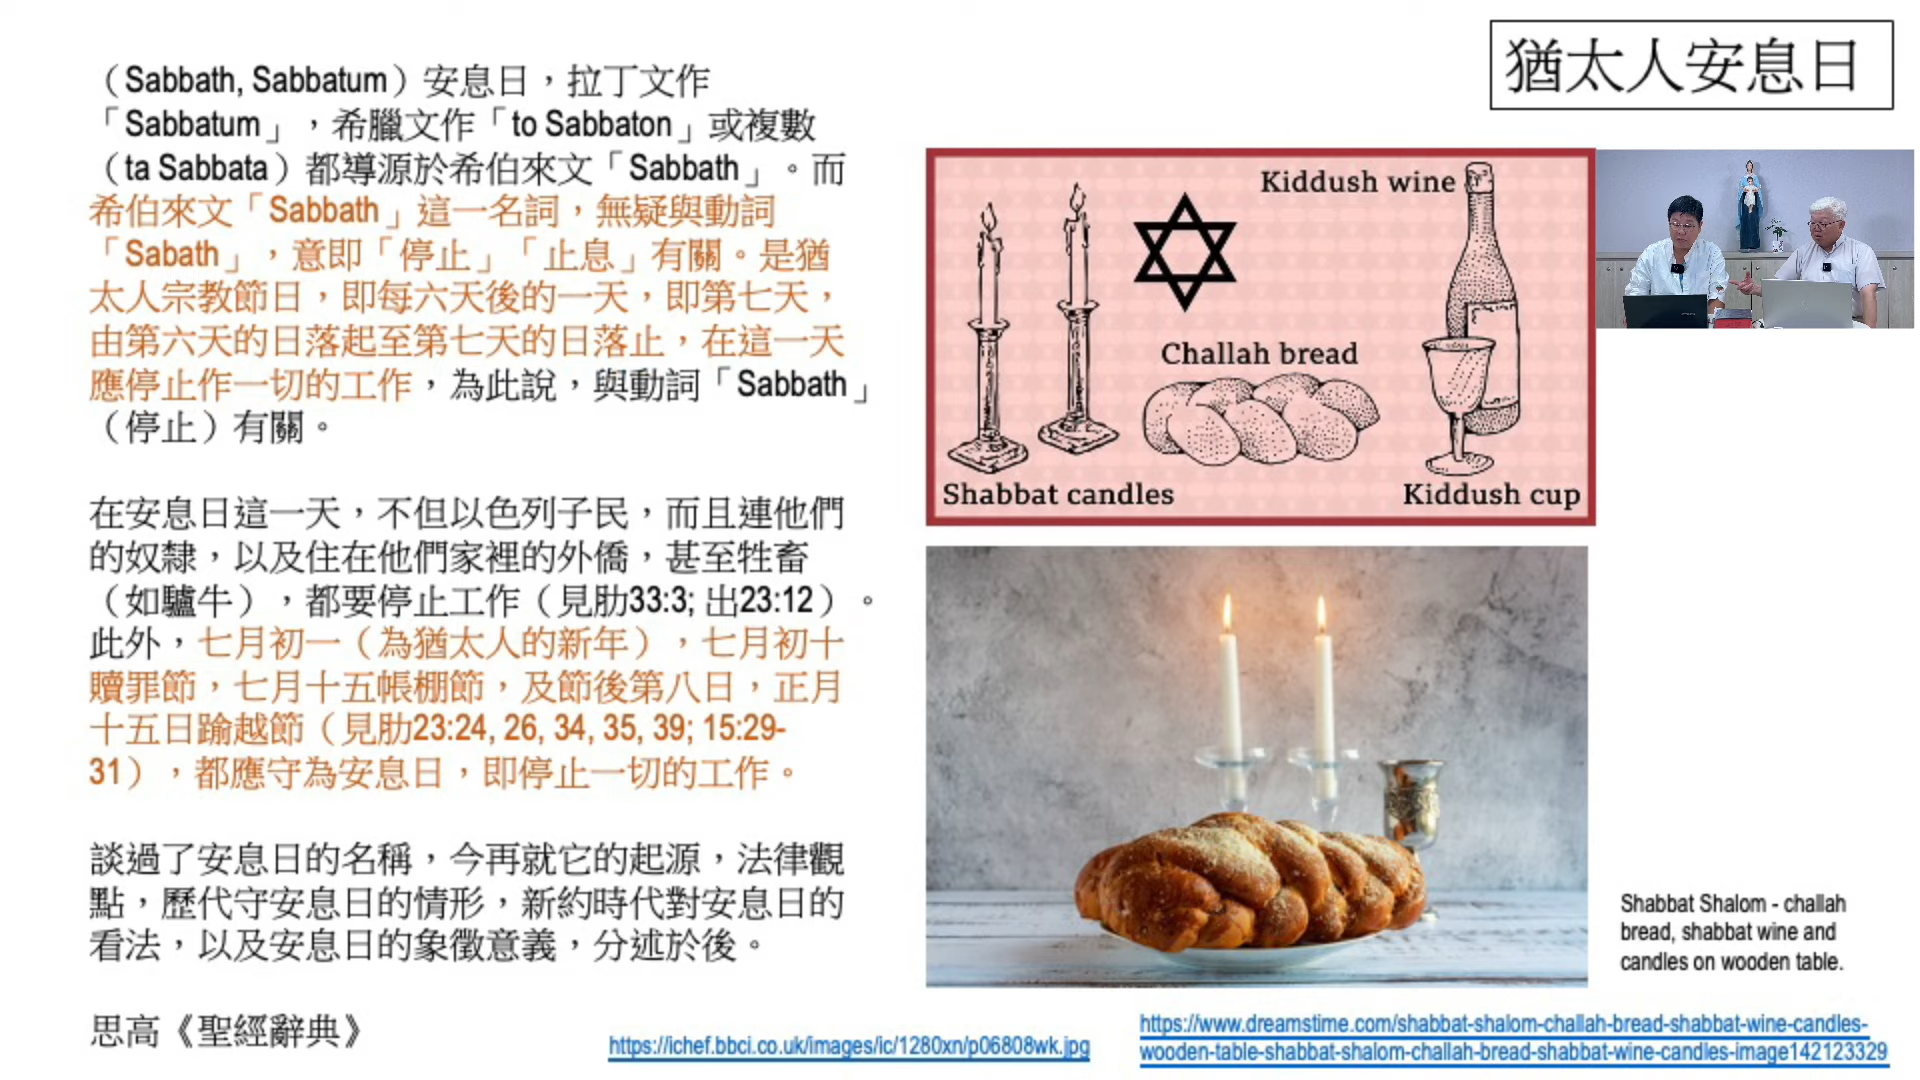 猶太人安息日
（Sabbath, Sabbatum）安息日，拉丁文作
「Sabbatum」，希臘文作「to Sabbaton」或複數
（ta Sabbata）都導源於希伯來文「Sabbath」。而
希伯來文「Sabbath」這一名詞，無疑與動詞
「Sabath」，意即「停止」「止息」有關。是猶
太人宗教節日，即每六天後的一天，即第七天，
由第六天的日落起至第七天的日落止，在這一天
應停止作一切的工作，為此說，與動詞「Sabbath」
（停止）有關。
在安息日這一天，不但以色列子民，而且連他們
的奴隸，以及住在他們家裡的外僑，甚至牲畜
（如驢牛），都要停止工作（見肋33:3; 出23:12）。
此外，七月初一（為猶太人的新年），七月初十
贖罪節，七月十五帳棚節，及節後第八日，正月
十五日踰越節（見肋23:24, 26, 34, 35, 39; 15:29-
31），都應守為安息日，即停止一切的工作。
談過了安息日的名稱，今再就它的起源，法律觀
點，歷代守安息日的情形，新約時代對安息日的
看法，以及安息日的象徵意義，分述於後。
思高《聖經辭典》
Kiddush wine
Challah bread
Shabbat candles
Kiddush cup
Shabbat Shalom - challah
bread, shabbat wine and
candles on wooden table.
https://ichef.bbci.co.uk/images/ic/1280xn/p06808wk.jpg
https://www.dreamstime.com/shabbat-shalom-challah-bread-shabbat-wine-candles-
wooden-table-shabbat-shalom-challah-bread-shabbat-wine-candles-image142123329